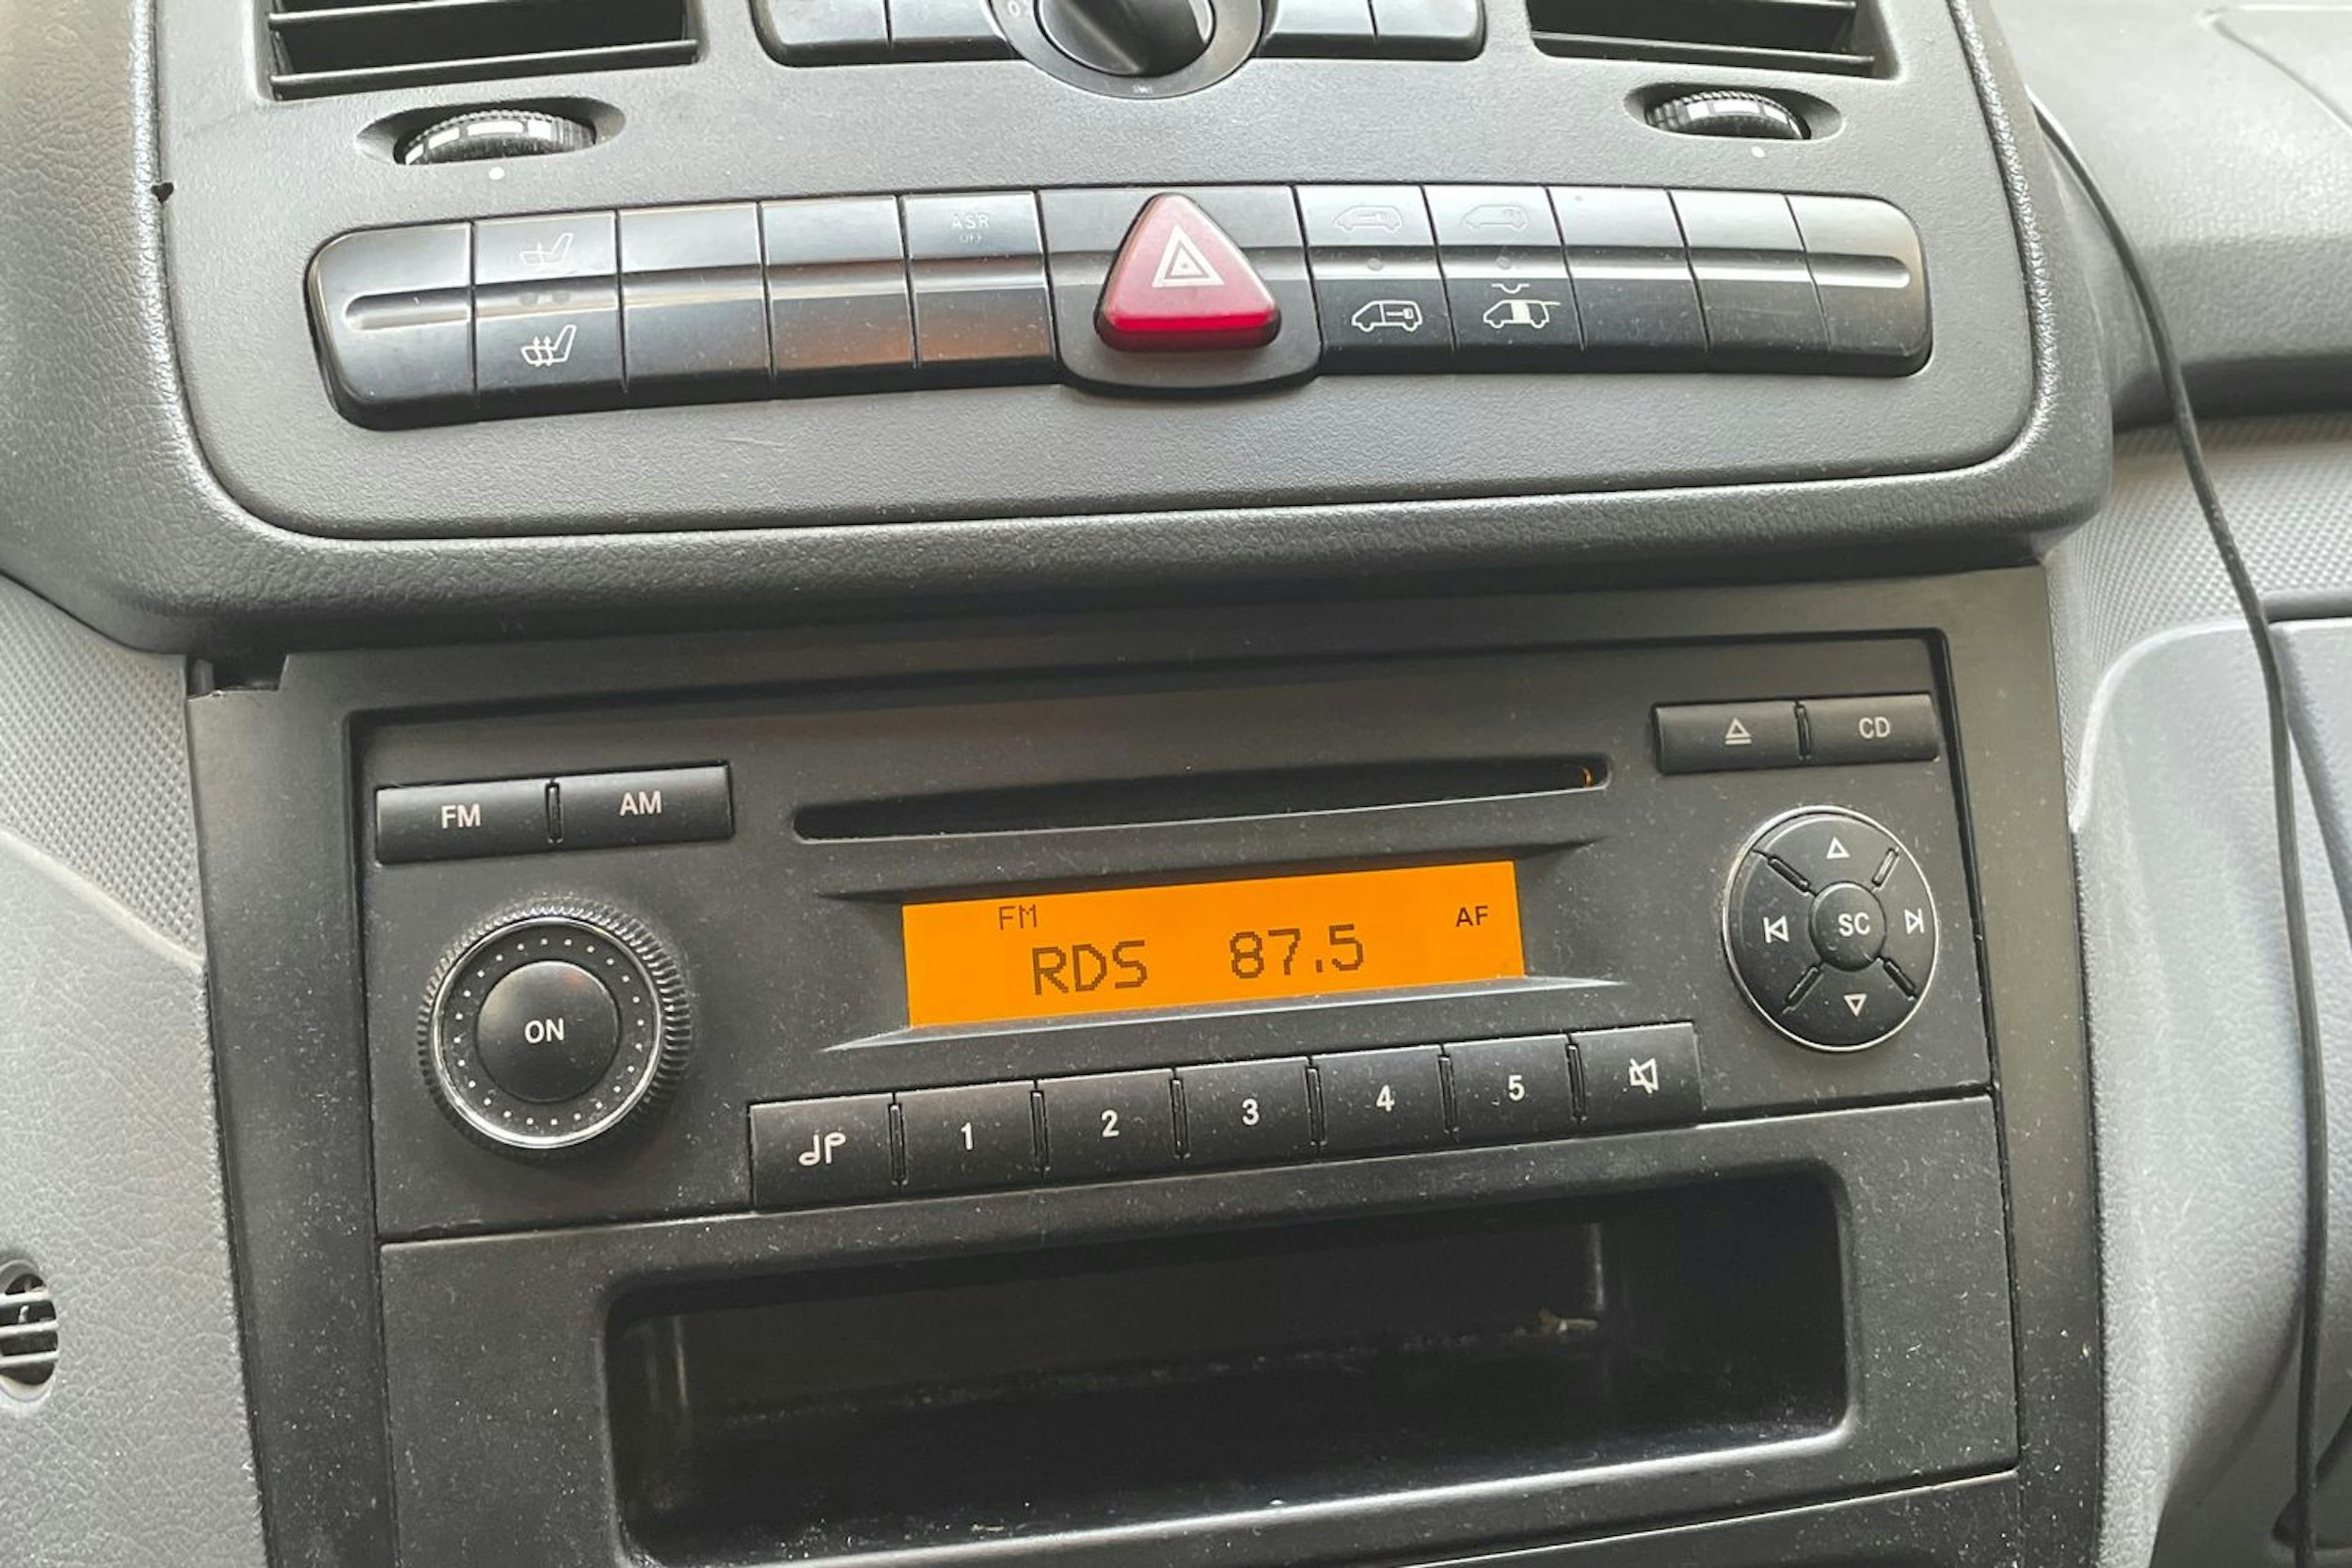 ASR
OFF
CD
FM AM
FM AF
RDS 87.5
SC
ON
1 2 3 4 5